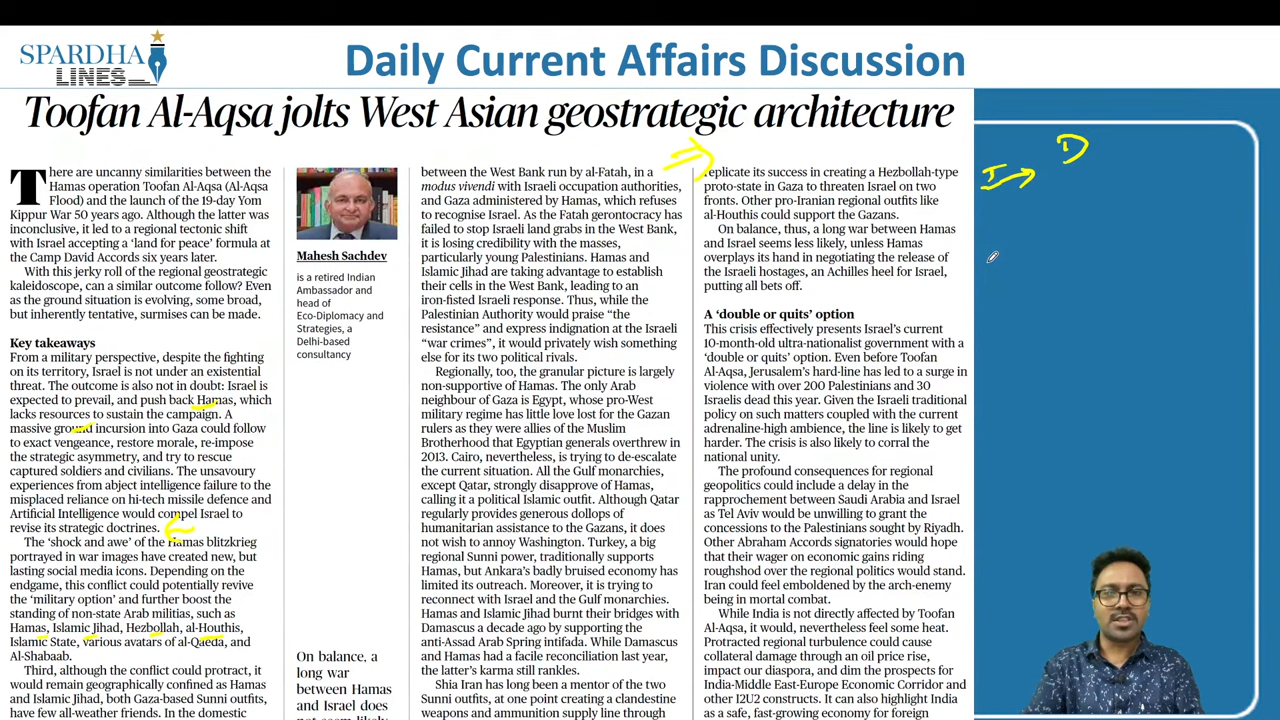 SPARDHA
LINES
Daily Current Affairs Discussion
Toofan Al-Aqsa jolts West Asian geostrategic architecture
There are uncanny similarities between the
Hamas operation Toofan Al-Aqsa (Al-Aqsa
Flood) and the launch of the 19-day Yom
Kippur War 50 years ago. Although the latter was
inconclusive, it led to a regional tectonic shift
with Israel accepting a 'land for peace' formula at
the Camp David Accords six years later.
With this jerky roll of the regional geostrategic
kaleidoscope, can a similar outcome follow? Even
as the ground situation is evolving, some broad,
but inherently tentative, surmises can be made.
Key takeaways
From a military perspective, despite the fighting
on its territory, Israel is not under an existential
threat. The outcome is also not in doubt: Israel is
expected to prevail, and push back Hamas, which
lacks resources to sustain the campaign. A
massive ground incursion into Gaza could follow
to exact vengeance, restore morale, re-impose
the strategic asymmetry, and try to rescue
captured soldiers and civilians. The unsavoury
experiences from abject intelligence failure to the
misplaced reliance on hi-tech missile defence and
Artificial Intelligence would compel Israel to
revise its strategic doctrines.
The 'shock and awe' of the Hamas blitzkrieg
portrayed in war images have created new, but
lasting social media icons. Depending on the
endgame, this conflict could potentially revive
the 'military option' and further boost the
standing of non-state Arab militias, such as
Hamas, Islamic Jihad, Hezbollah, al-Houthis,
Islamic State, various avatars of al-Qaeda, and
Al-Shabaab.
Third, although the conflict could protract, it
would remain geographically confined as Hamas
and Islamic Jihad, both Gaza-based Sunni outfits,
have few all-weather friends. In the domestic
Mahesh Sachdev
is a retired Indian
Ambassador and
head of
Eco-Diplomacy and
Strategies, a
Delhi-based
consultancy
On balance, a
long war
between Hamas
and Israel does
between the West Bank run by al-Fatah, in a
modus vivendi with Israeli occupation authorities,
and Gaza administered by Hamas, which refuses
to recognise Israel. As the Fatah gerontocracy has
failed to stop Israeli land grabs in the West Bank,
it is losing credibility with the masses,
particularly young Palestinians. Hamas and
Islamic Jihad are taking advantage to establish
their cells in the West Bank, leading to an
iron-fisted Israeli response. Thus, while the
Palestinian Authority would praise "the
resistance" and express indignation at the Israeli
"war crimes", it would privately wish something
else for its two political rivals.
Regionally, too, the granular picture is largely
non-supportive of Hamas. The only Arab
neighbour of Gaza is Egypt, whose pro-West
military regime has little love lost for the Gazan
rulers as they were allies of the Muslim
Brotherhood that Egyptian generals overthrew in
2013. Cairo, nevertheless, is trying to de-escalate
the current situation. All the Gulf monarchies,
except Qatar, strongly disapprove of Hamas,
calling it a political Islamic outfit. Although Qatar
regularly provides generous dollops of
humanitarian assistance to the Gazans, it does
not wish to annoy Washington. Turkey, a big
regional Sunni power, traditionally supports
Hamas, but Ankara's badly bruised economy has
limited its outreach. Moreover, it is trying to
reconnect with Israel and the Gulf monarchies.
Hamas and Islamic Jihad burnt their bridges with
Damascus a decade ago by supporting the
anti-Assad Arab Spring intifada. While Damascus
and Hamas had a facile reconciliation last year,
the latter's karma still rankles.
Shia Iran has long been a mentor of the two
Sunni outfits, at one point creating a clandestine
weapons and ammunition supply line through
replicate its success in creating a Hezbollah-type
proto-state in Gaza to threaten Israel on two
fronts. Other pro-Iranian regional outfits like
al-Houthis could support the Gazans.
On balance, thus, a long war between Hamas
and Israel seems less likely, unless Hamas
overplays its hand in negotiating the release of
the Israeli hostages, an Achilles heel for Israel,
putting all bets off.
A 'double or quits' option
This crisis effectively presents Israel's current
10-month-old ultra-nationalist government with a
'double or quits' option. Even before Toofan
Al-Aqsa, Jerusalem's hard-line has led to a surge in
violence with over 200 Palestinians and 30
Israelis dead this year. Given the Israeli traditional
policy on such matters coupled with the current
adrenaline-high ambience, the line is likely to get
harder. The crisis is also likely to corral the
national unity.
The profound consequences for regional
geopolitics could include a delay in the
rapprochement between Saudi Arabia and Israel
as Tel Aviv would be unwilling to grant the
concessions to the Palestinians sought by Riyadh.
Other Abraham Accords signatories would hope
that their wager on economic gains riding
roughshod over the regional politics would stand.
Iran could feel emboldened by the arch-enemy
being in mortal combat.
While India is not directly affected by Toofan
Al-Aqsa, it would, nevertheless feel some heat.
Protracted regional turbulence could cause
collateral damage through an oil price rise,
impact our diaspora, and dim the prospects for
India-Middle East-Europe Economic Corridor and
other I2U2 constructs. It can also highlight India
as a safe, fast-growing economy for foreign
I → D